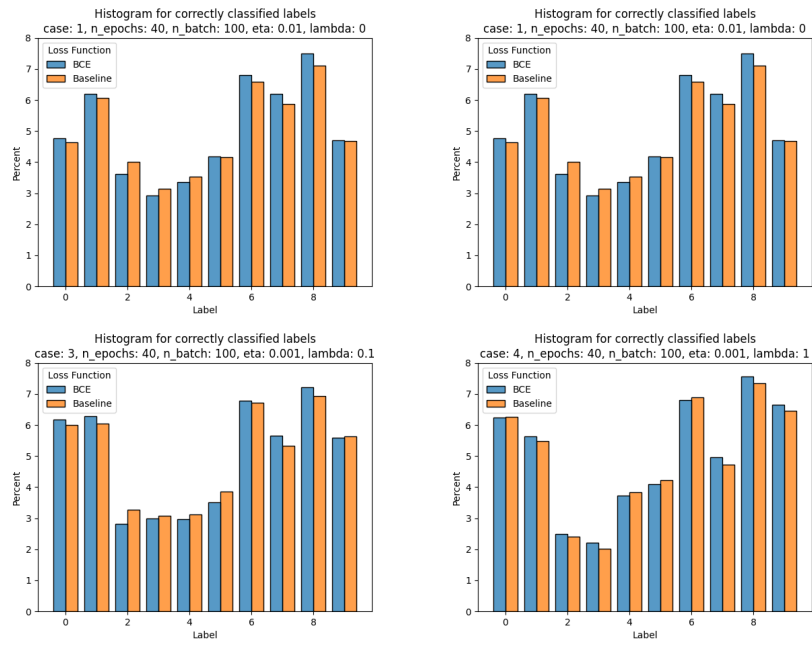 Histogram for correctly classified labels
case: 1, n_epochs: 40, n_batch: 100, eta: 0.01, lambda: 0
Loss Function
BCE
Baseline
Percent
8
7
6
5
4
3
2
1
0
0 2 4 6 8
Label
Histogram for correctly classified labels
case: 1, n_epochs: 40, n_batch: 100, eta: 0.01, lambda: 0
Loss Function
BCE
Baseline
Percent
8
7
6
5
4
3
2
1
0
0 2 4 6 8
Label
Histogram for correctly classified labels
case: 3, n_epochs: 40, n_batch: 100, eta: 0.001, lambda: 0.1
Loss Function
BCE
Baseline
Percent
8
7
6
5
4
3
2
1
0
0 2 4 6 8
Label
Histogram for correctly classified labels
case: 4, n_epochs: 40, n_batch: 100, eta: 0.001, lambda: 1
Loss Function
BCE
Baseline
Percent
8
7
6
5
4
3
2
1
0
0 2 4 6 8
Label